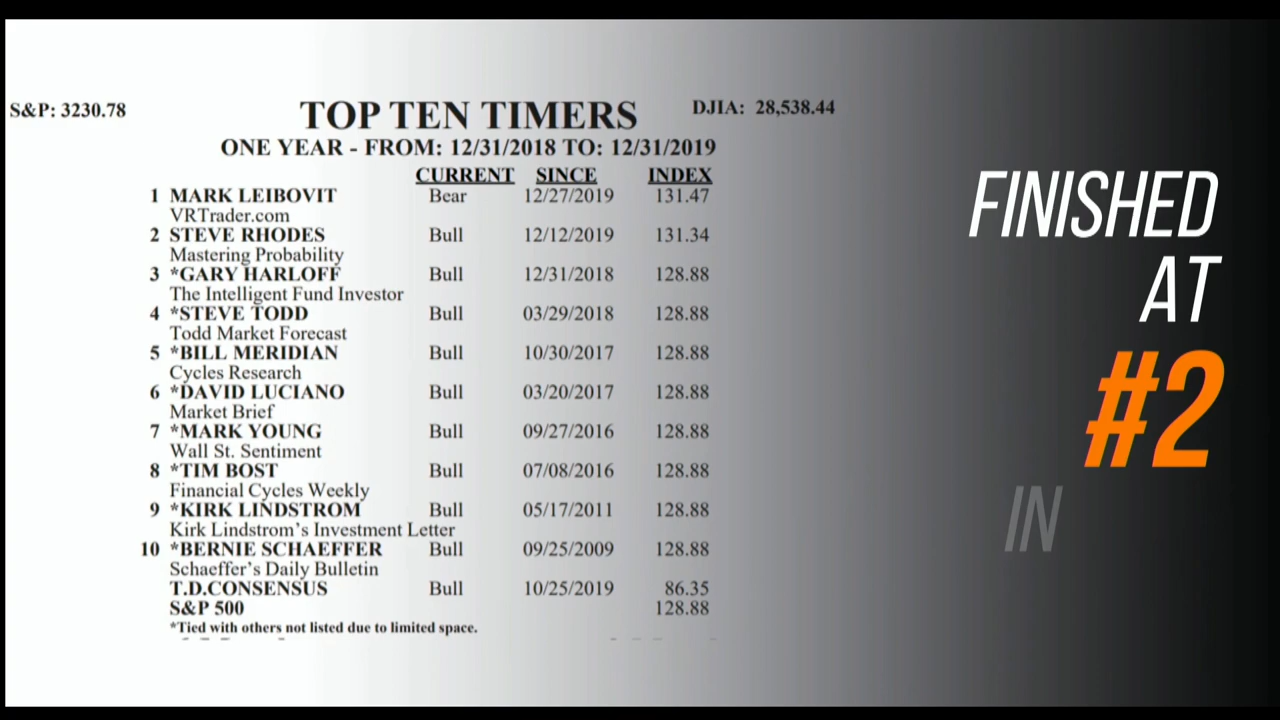 S&P: 3230.78
TOP TEN TIMERS
DJIA: 28,538.44
ONE YEAR - FROM: 12/31/2018 TO: 12/31/2019
CURRENT SINCE INDEX
1 MARK LEIBOVIT Bear 12/27/2019 131.47
VRTrader.com
2 STEVE RHODES Bull 12/12/2019 131.34
Mastering Probability
3 *GARY HARLOFF Bull 12/31/2018 128.88
The Intelligent Fund Investor
4 *STEVE TODD Bull 03/29/2018 128.88
Todd Market Forecast
5 *BILL MERIDIAN Bull 10/30/2017 128.88
Cycles Research
6 *DAVID LUCIANO Bull 03/20/2017 128.88
Market Brief
7 *MARK YOUNG Bull 09/27/2016 128.88
Wall St. Sentiment
8 *TIM BOST Bull 07/08/2016 128.88
Financial Cycles Weekly
9 *KIRK LINDSTROM Bull 05/17/2011 128.88
Kirk Lindstrom's Investment Letter
10 *BERNIE SCHAEFFER Bull 09/25/2009 128.88
Schaeffer's Daily Bulletin
T.D.CONSENSUS Bull 10/25/2019 86.35
S&P 500 128.88
*Tied with others not listed due to limited space.
FINISHED
AT
#2
IN